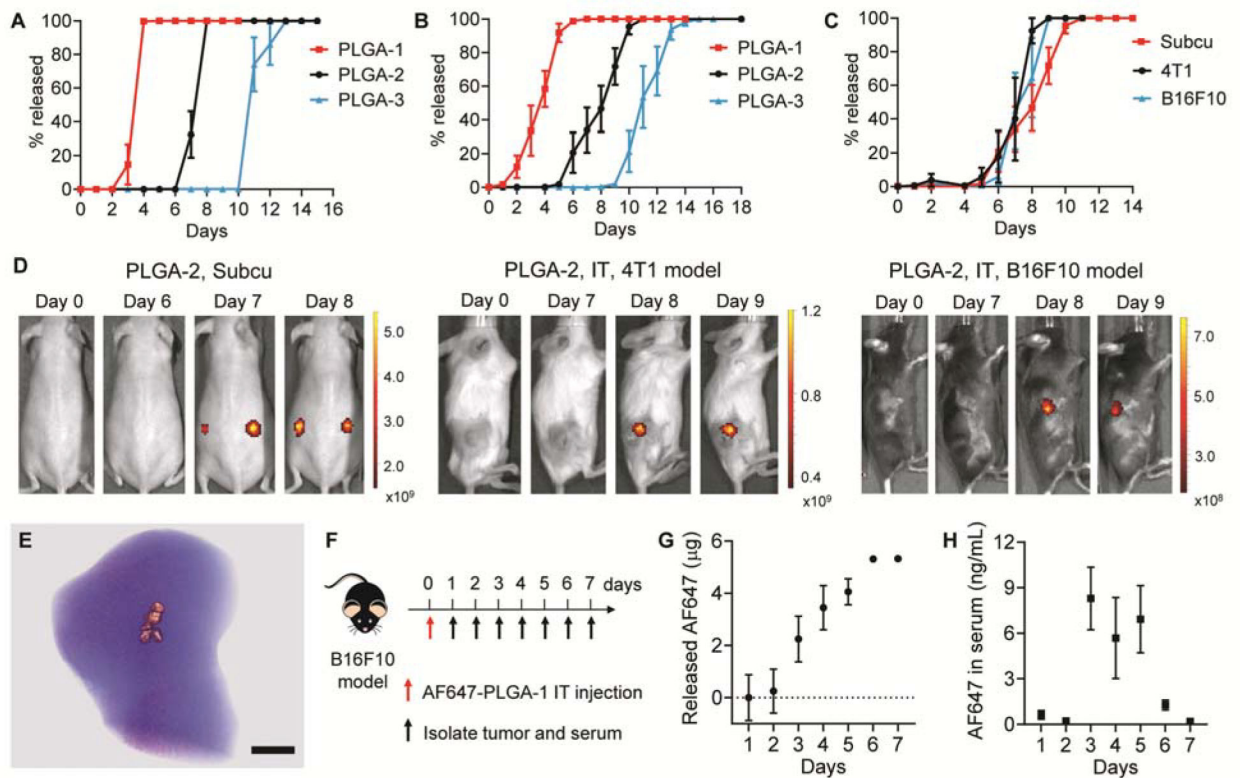 A
% released
100
80
60
40
20
0
0 2 4 6 8 10 12 14 16
Days
PLGA-1
PLGA-2
PLGA-3
B
% released
100
80
60
40
20
0
0 2 4 6 8 10 12 14 16 18
Days
PLGA-1
PLGA-2
PLGA-3
C
% released
100
80
60
40
20
0
0 2 4 6 8 10 12 14
Days
Subcu
4T1
B16F10
D
PLGA-2, Subcu
Day 0 Day 6 Day 7 Day 8
5.0
4.0
3.0
2.0
x10⁹
PLGA-2, IT, 4T1 model
Day 0 Day 7 Day 8 Day 9
1.2
0.8
0.4
x10⁹
PLGA-2, IT, B16F10 model
Day 0 Day 7 Day 8 Day 9
7.0
5.0
3.0
x10⁸
E
F
0 1 2 3 4 5 6 7 days
B16F10
model
AF647-PLGA-1 IT injection
Isolate tumor and serum
G
Released AF647 (μg)
6
4
2
0
1 2 3 4 5 6 7
Days
H
AF647 in serum (ng/mL)
12
9
6
3
0
1 2 3 4 5 6 7
Days